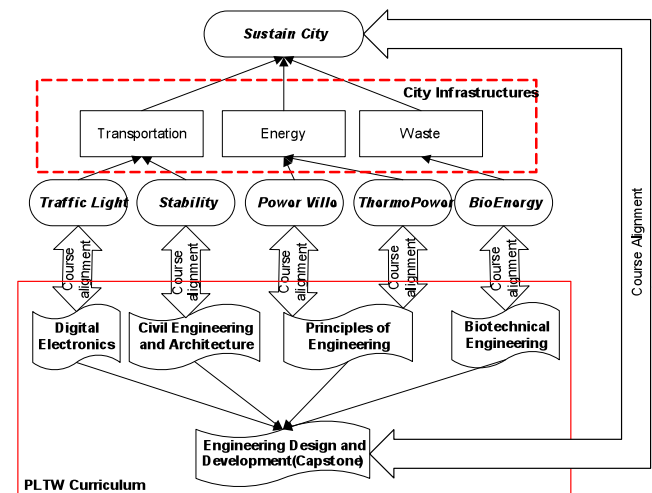 Sustain City
City Infrastructures
Transportation
Energy
Waste
Traffic Light
Stability
Power Ville
ThermoPower
BioEnergy
Course
alignment
Course
alignment
Course
alignment
Course
alignment
Course
alignment
Course Alignment
Digital
Electronics
Civil Engineering
and Architecture
Principles of
Engineering
Biotechnical
Engineering
Engineering Design and
Development(Capstone)
PLTW Curriculum